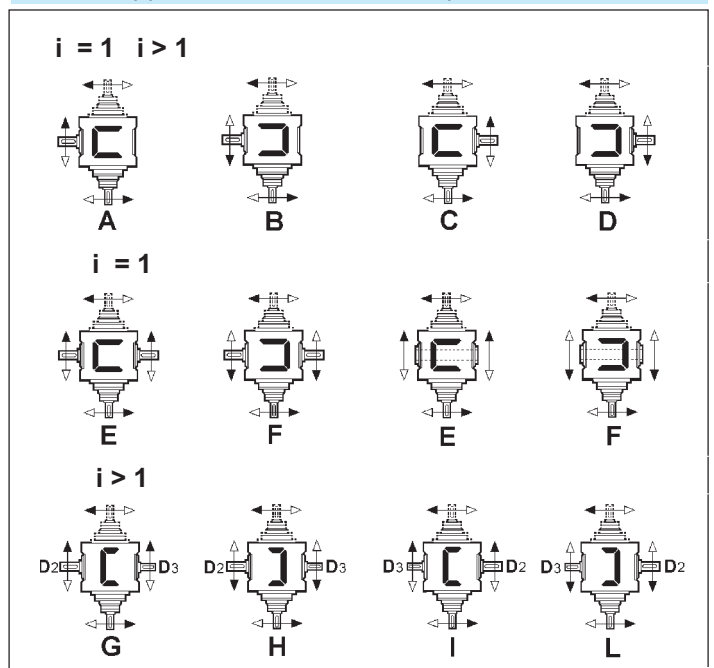 i = 1 i > 1
A B C D
i = 1
E F E F
i > 1
D2 D3 D2 D3 D3 D2 D3 D2
G H I L